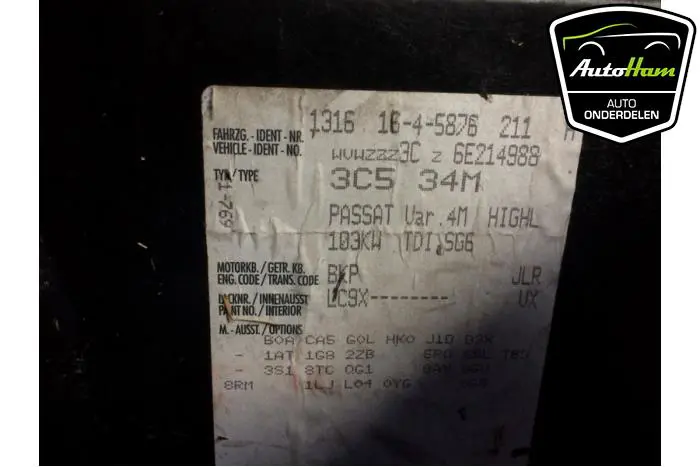 AutoHam
AUTO
ONDERDELEN
1316 16-4-5876 211 H
FAHRZG.-IDENT-NR.
VEHICLE-IDENT-NO.
WVWZZZ3C Z 6E214988
TYP/TYPE
3C5 34M
PASSAT Var.4M HIGHL
103KW TDI SG6
MOTORKB./GETR.KB.
ENG.CODE/TRANS.CODE
BKP JLR
LACKNR./INNENAUSST
PAINT NO./INTERIOR
LC9X-------- UX
M.-AUSST./OPTIONS
B0A CA5 G0L HK0 J1D
- 1AT 1G8 2ZB
- 3S1 8TC 0G1
8RM 1LJ L04 0YG